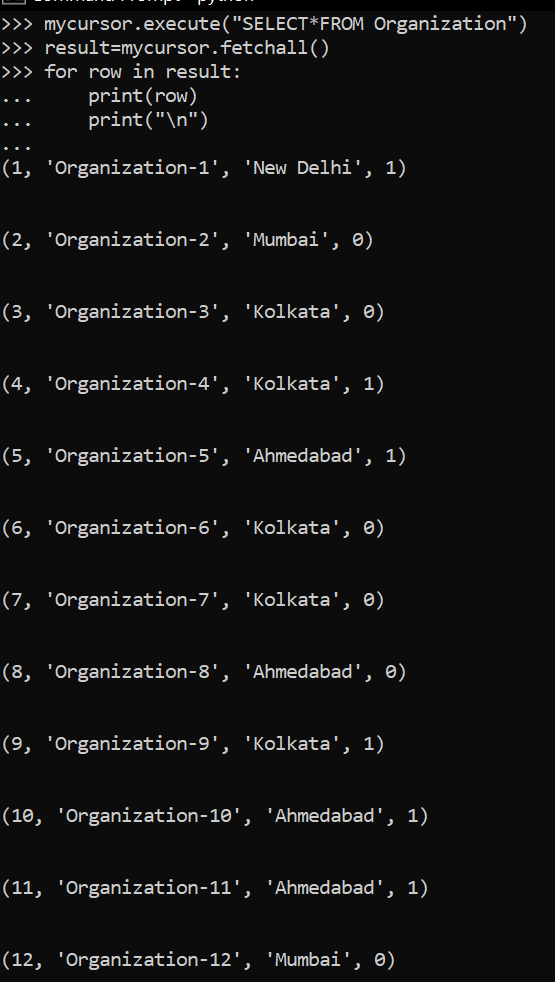 >>> mycursor.execute("SELECT*FROM Organization")
>>> result=mycursor.fetchall()
>>> for row in result:
...     print(row)
...     print("\n")
...
(1, 'Organization-1', 'New Delhi', 1)
(2, 'Organization-2', 'Mumbai', 0)
(3, 'Organization-3', 'Kolkata', 0)
(4, 'Organization-4', 'Kolkata', 1)
(5, 'Organization-5', 'Ahmedabad', 1)
(6, 'Organization-6', 'Kolkata', 0)
(7, 'Organization-7', 'Kolkata', 0)
(8, 'Organization-8', 'Ahmedabad', 0)
(9, 'Organization-9', 'Kolkata', 1)
(10, 'Organization-10', 'Ahmedabad', 1)
(11, 'Organization-11', 'Ahmedabad', 1)
(12, 'Organization-12', 'Mumbai', 0)